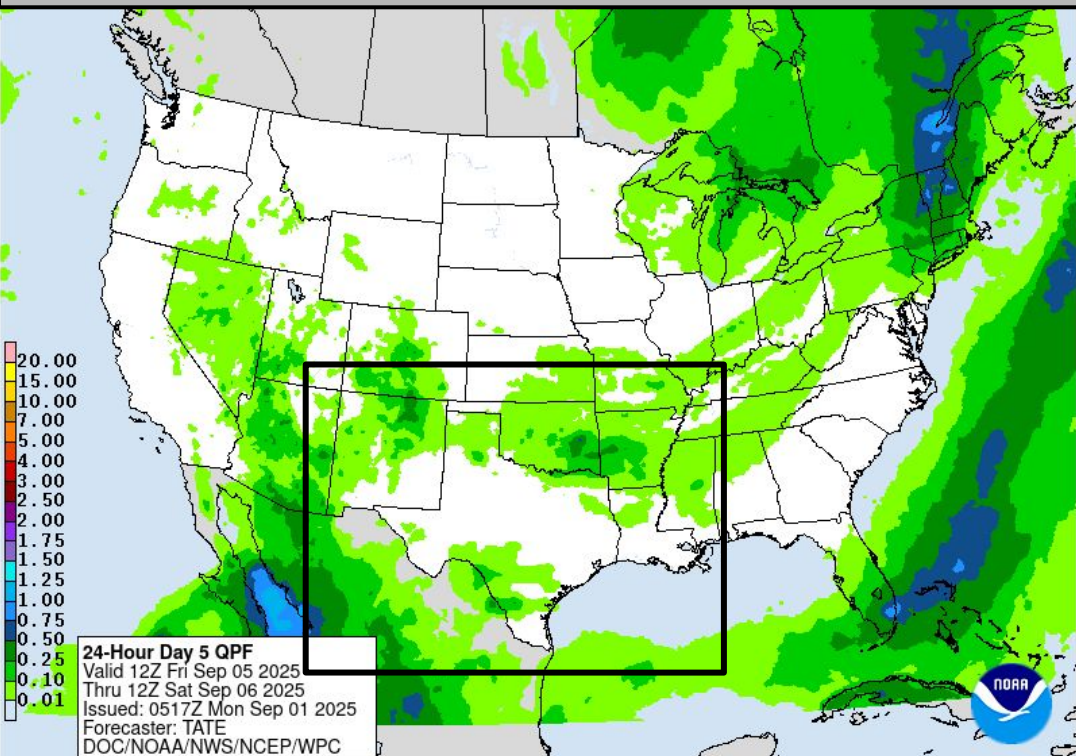 20.00
15.00
10.00
7.00
5.00
4.00
3.00
2.50
2.00
1.75
1.50
1.25
1.00
0.75
0.50
0.25
0.10
0.01
24-Hour Day 5 QPF
Valid 12Z Fri Sep 05 2025
Thru 12Z Sat Sep 06 2025
Issued: 0517Z Mon Sep 01 2025
Forecaster: TATE
DOC/NOAA/NWS/NCEP/WPC
NOAA